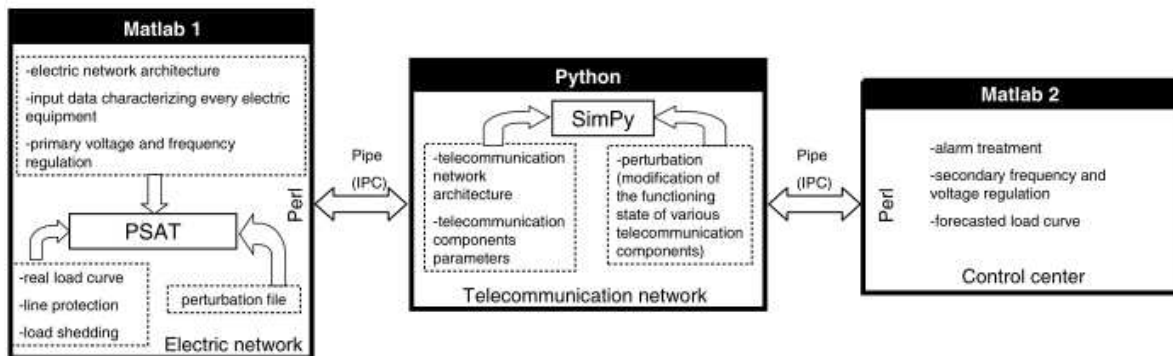 Matlab 1
-electric network architecture
-input data characterizing every electric
equipment
-primary voltage and frequency
regulation
PSAT
-real load curve
-line protection
-load shedding
perturbation file
Electric network
Perl
Pipe
(IPC)
Python
SimPy
-telecommunication
network
architecture
-telecommunication
components
parameters
-perturbation
(modification of
the functioning
state of various
telecommunication
components)
Telecommunication network
Pipe
(IPC)
Matlab 2
Perl
-alarm treatment
-secondary frequency and
voltage regulation
-forecasted load curve
Control center